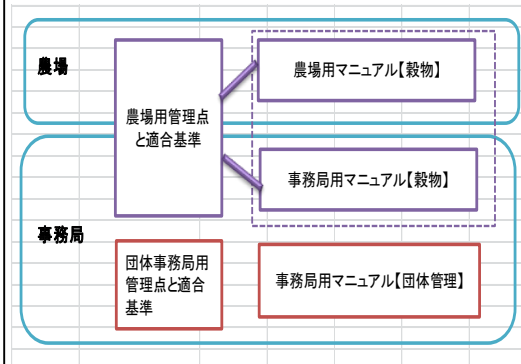 農場
農場用マニュアル【穀物】
農場用管理点
と適合基準
事務局用マニュアル【穀物】
事務局
団体事務局用
管理点と適合
基準
事務局用マニュアル【団体管理】